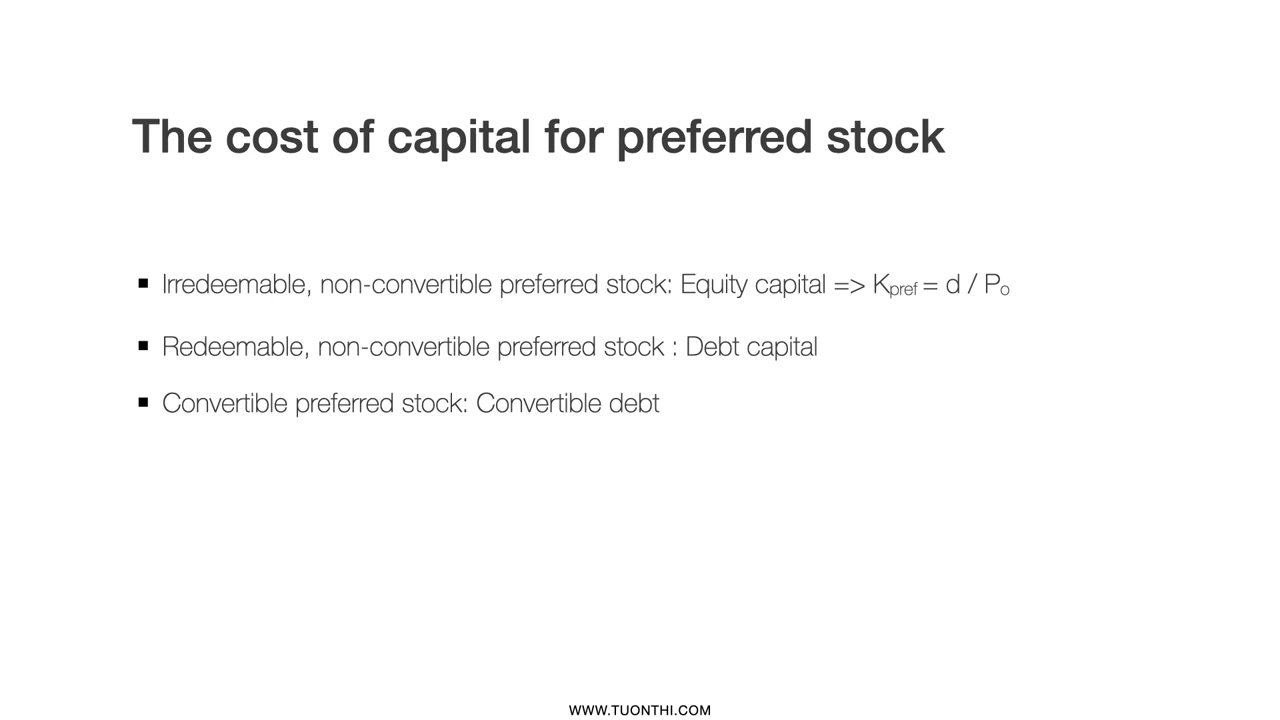 The cost of capital for preferred stock
▪ Irredeemable, non-convertible preferred stock: Equity capital => Kpref = d / Po
▪ Redeemable, non-convertible preferred stock : Debt capital
▪ Convertible preferred stock: Convertible debt
WWW.TUONTHI.COM